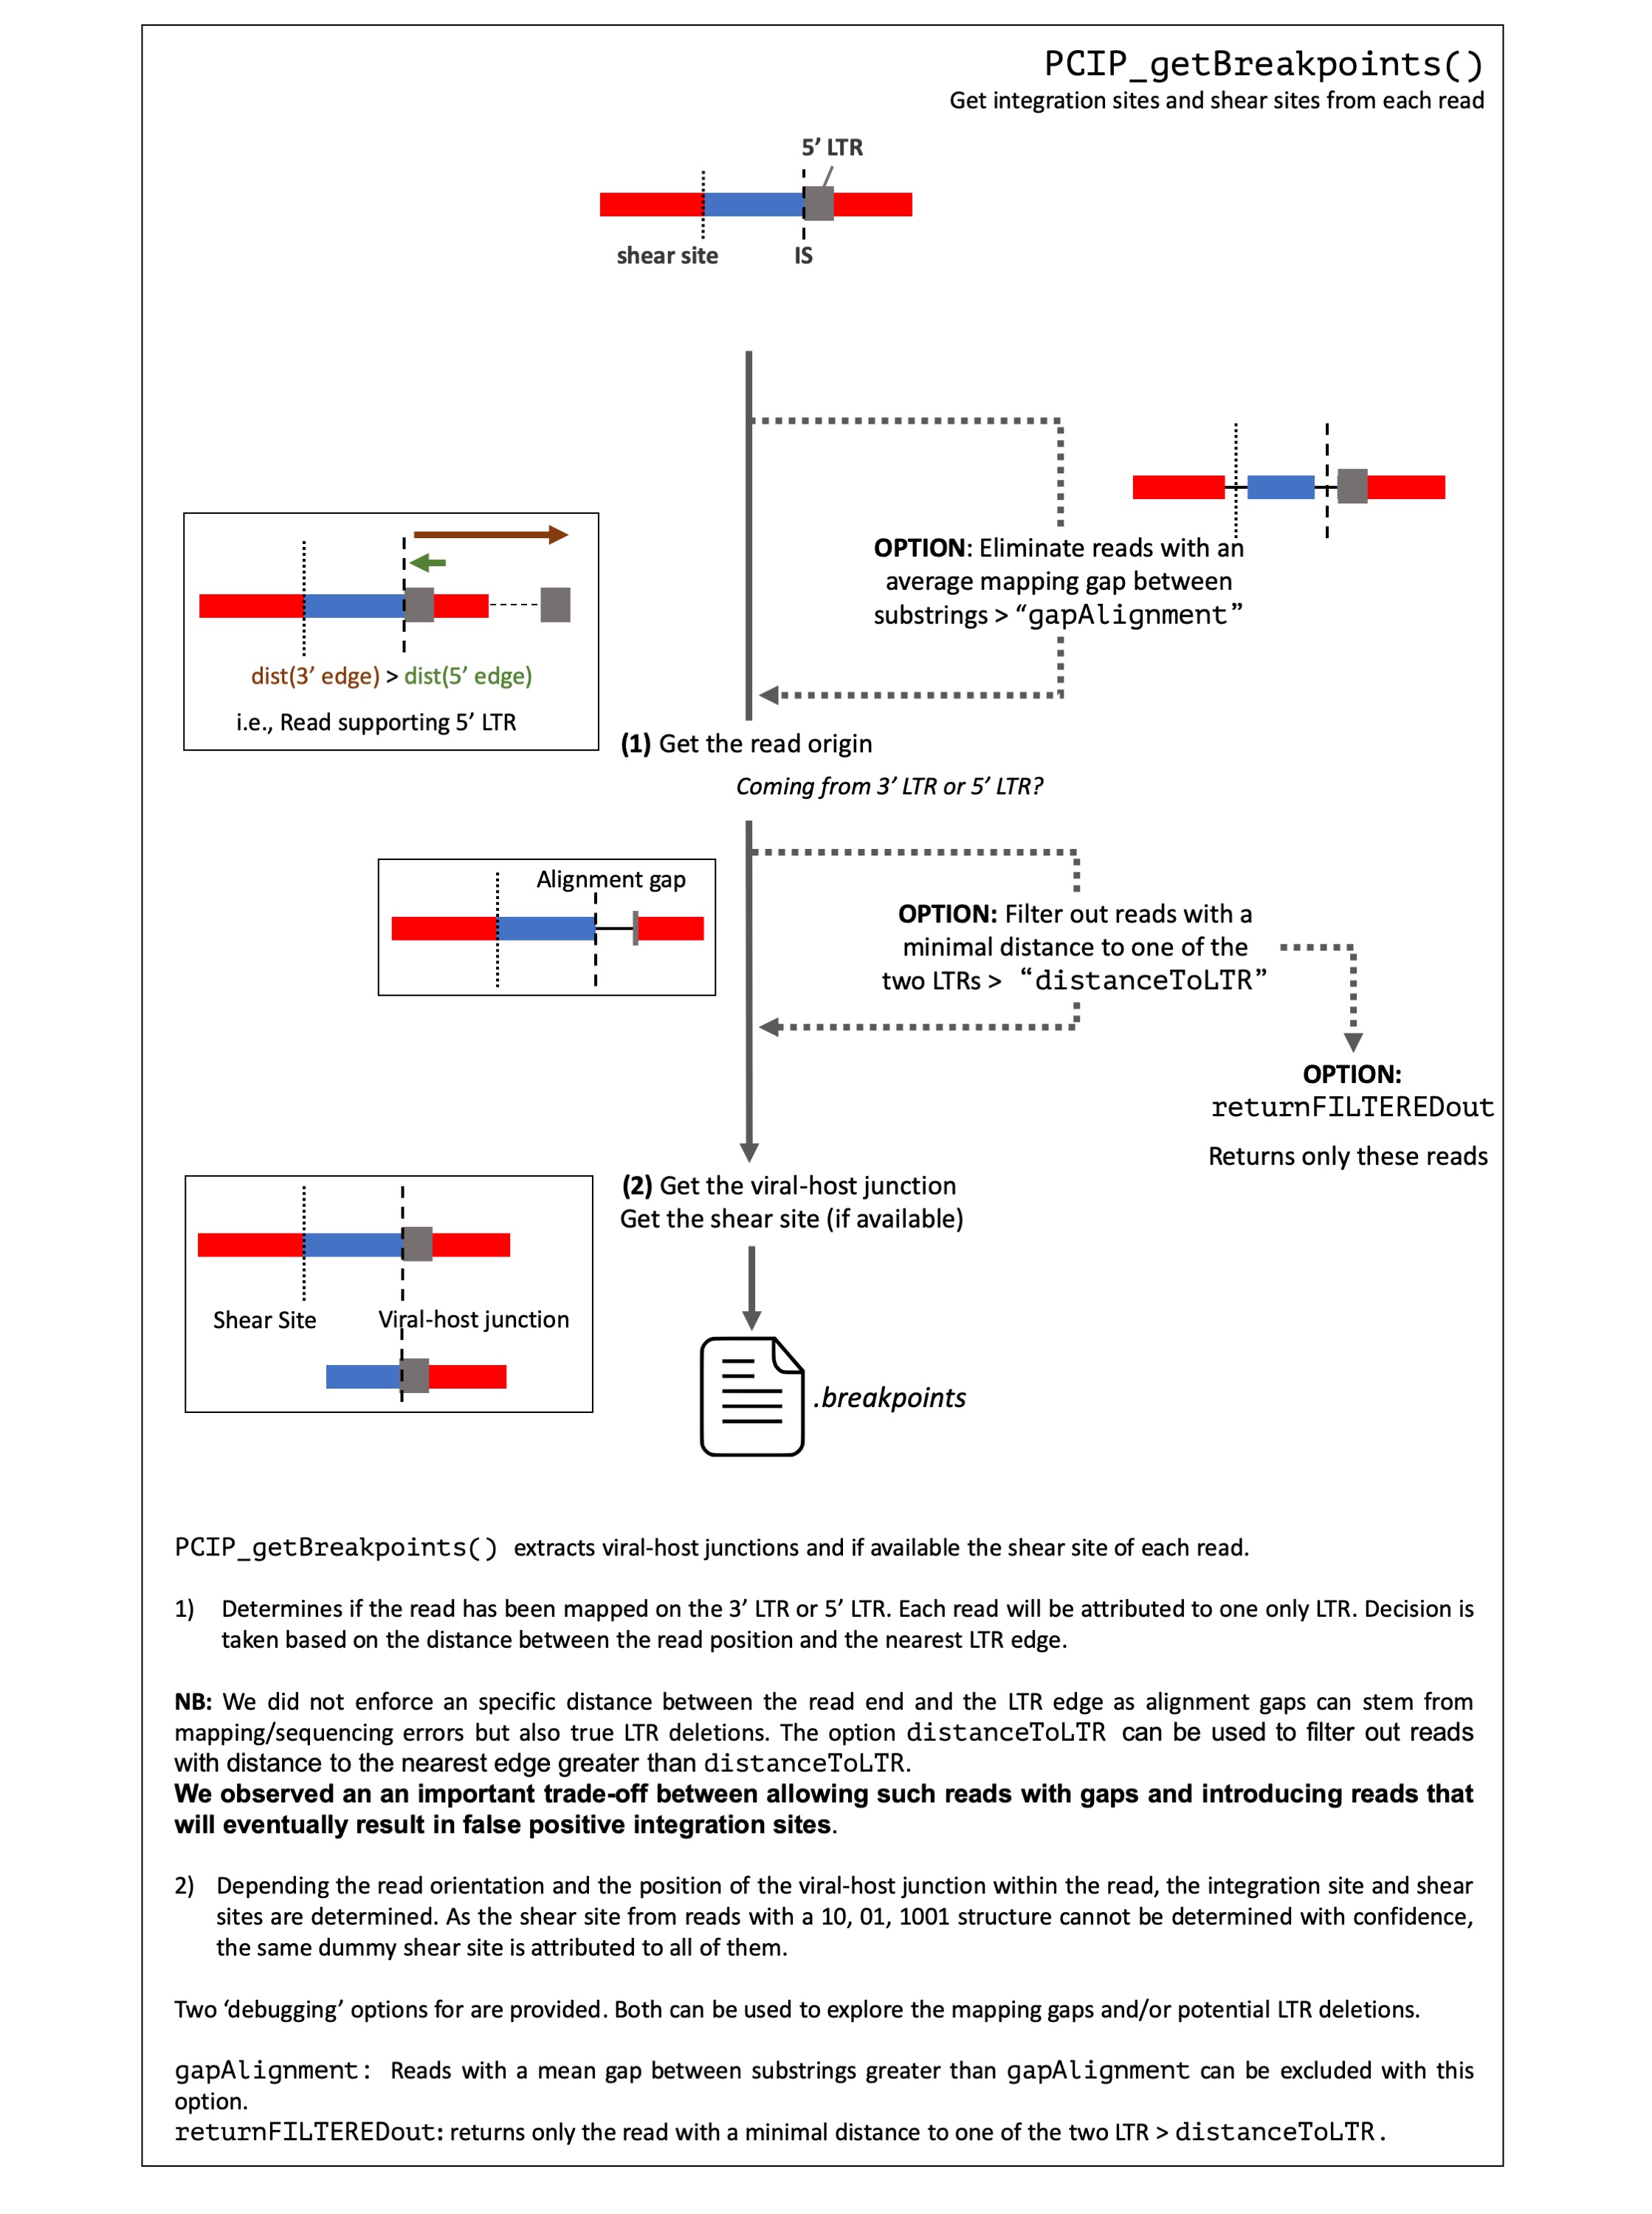 PCIP_getBreakpoints()
Get integration sites and shear sites from each read
5’ LTR
shear site
IS
OPTION: Eliminate reads with an
average mapping gap between
substrings > “gapAlignment”
dist(3’ edge) > dist(5’ edge)
i.e., Read supporting 5’ LTR
(1) Get the read origin
Coming from 3’ LTR or 5’ LTR?
Alignment gap
OPTION: Filter out reads with a
minimal distance to one of the
two LTRs > “distanceToLTR”
OPTION:
returnFILTEREDout
Returns only these reads
(2) Get the viral-host junction
Get the shear site (if available)
Shear Site
Viral-host junction
.breakpoints
PCIP_getBreakpoints() extracts viral-host junctions and if available the shear site of each read.
1) Determines if the read has been mapped on the 3’ LTR or 5’ LTR. Each read will be attributed to one only LTR. Decision is
taken based on the distance between the read position and the nearest LTR edge.
NB: We did not enforce an specific distance between the read end and the LTR edge as alignment gaps can stem from
mapping/sequencing errors but also true LTR deletions. The option distanceToLTR can be used to filter out reads
with distance to the nearest edge greater than distanceToLTR.
We observed an an important trade-off between allowing such reads with gaps and introducing reads that
will eventually result in false positive integration sites.
2) Depending the read orientation and the position of the viral-host junction within the read, the integration site and shear
sites are determined. As the shear site from reads with a 10, 01, 1001 structure cannot be determined with confidence,
the same dummy shear site is attributed to all of them.
Two ‘debugging’ options for are provided. Both can be used to explore the mapping gaps and/or potential LTR deletions.
gapAlignment: Reads with a mean gap between substrings greater than gapAlignment can be excluded with this
option.
returnFILTEREDout: returns only the read with a minimal distance to one of the two LTR > distanceToLTR.